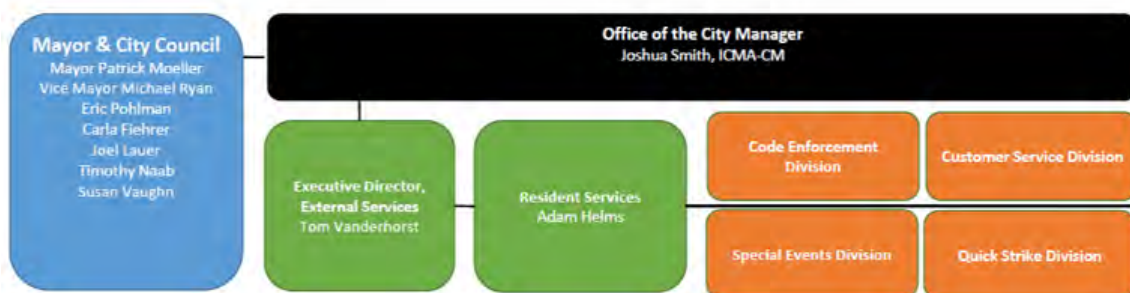 Mayor & City Council
Mayor Patrick Moeller
Vice Mayor Michael Ryan
Eric Pohlman
Carla Fiehrer
Joel Lauer
Timothy Naab
Susan Vaughn
Office of the City Manager
Joshua Smith, ICMA-CM
Executive Director,
External Services
Tom Vanderhorst
Resident Services
Adam Helms
Code Enforcement
Division
Customer Service Division
Special Events Division
Quick Strike Division